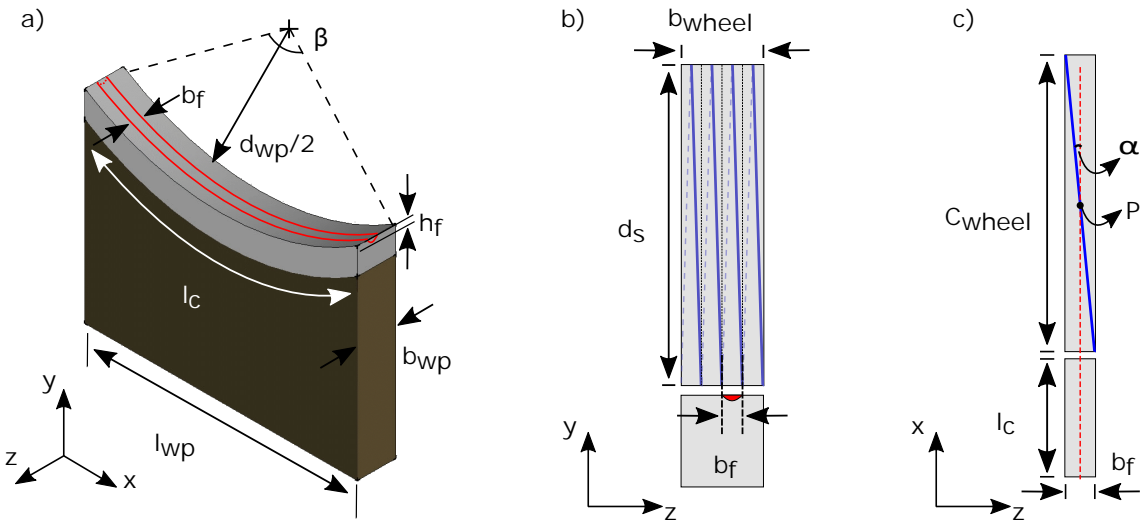 a)
β
bf
dwp/2
hf
lc
bwp
lwp
y
z
x
b)
bwheel
ds
bf
y
z
c)
α
Cwheel
P
lc
bf
x
z